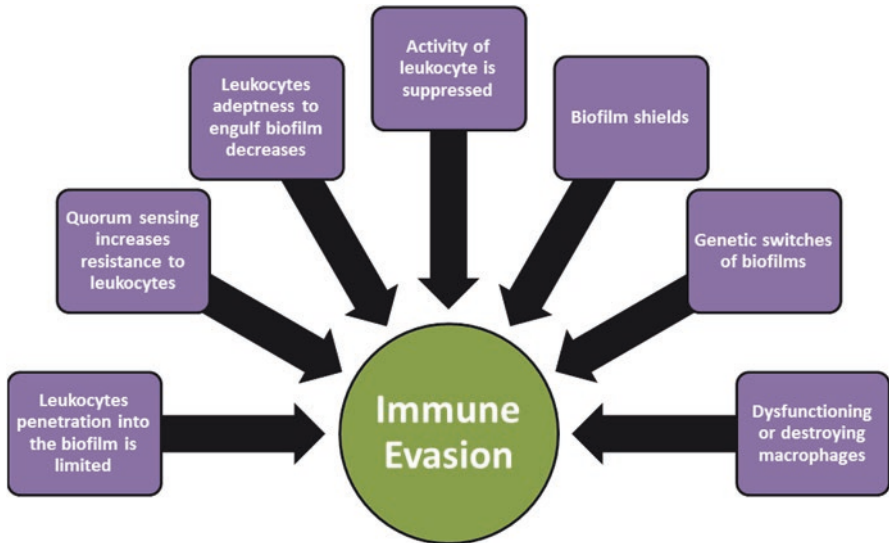 Activity of
leukocyte is
suppressed
Leukocytes
adeptness to
engulf biofilm
decreases
Biofilm shields
Quorum sensing
increases
resistance to
leukocytes
Genetic switches
of biofilms
Leukocytes
penetration into
the biofilm is
limited
Immune
Evasion
Dysfunctioning
or destroying
macrophages